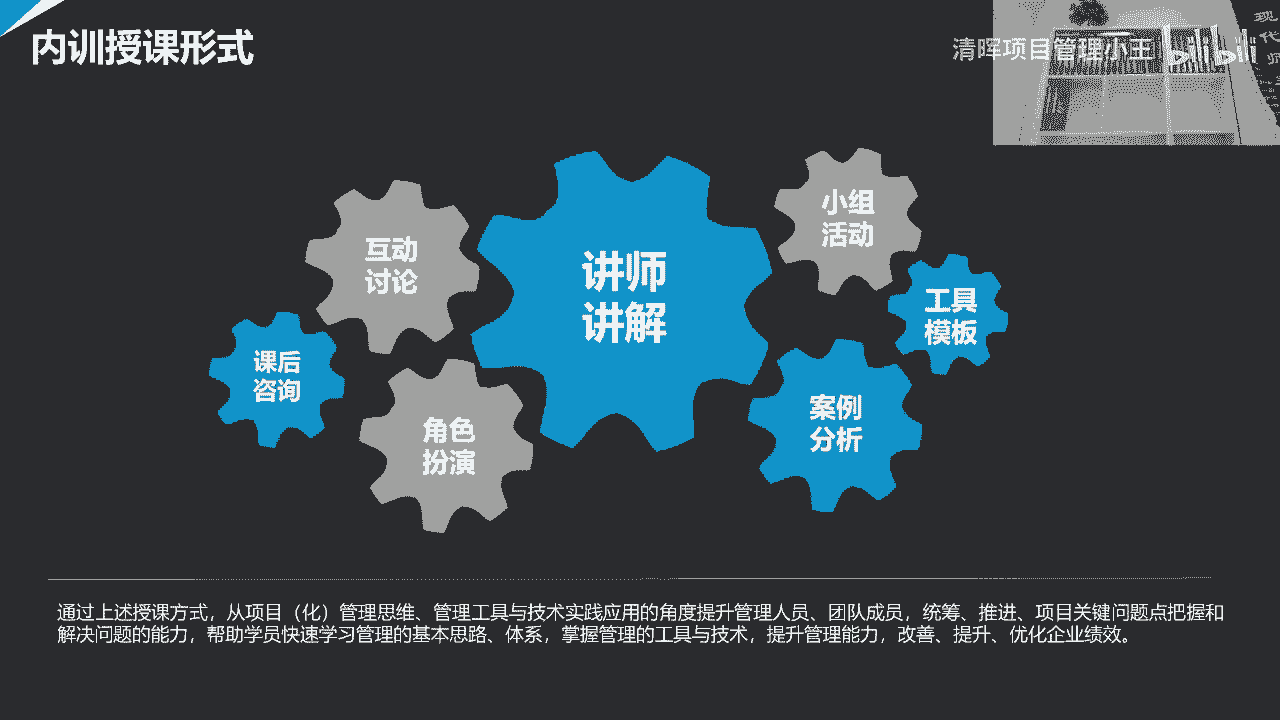 内训授课形式
清晖项目管理小王
bilibili
现
代
师
互动
讨论
讲师
讲解
小组
活动
工具
模板
课后
咨询
角色
扮演
案例
分析
通过上述授课方式，从项目（化）管理思维、管理工具与技术实践应用的角度提升管理人员、团队成员，统筹、推进、项目关键问题点把握和
解决问题的能力，帮助学员快速学习管理的基本思路、体系，掌握管理的工具与技术，提升管理能力，改善、提升、优化企业绩效。